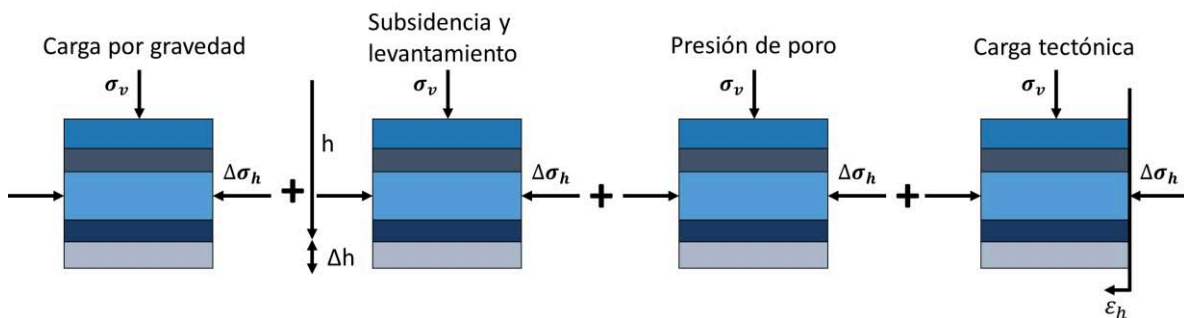 Carga por gravedad
Subsidencia y
levantamiento
Presión de poro
Carga tectónica
σv
σv
σv
σv
h
Δσh
+
Δσh
+
Δσh
+
Δσh
Δh
εh